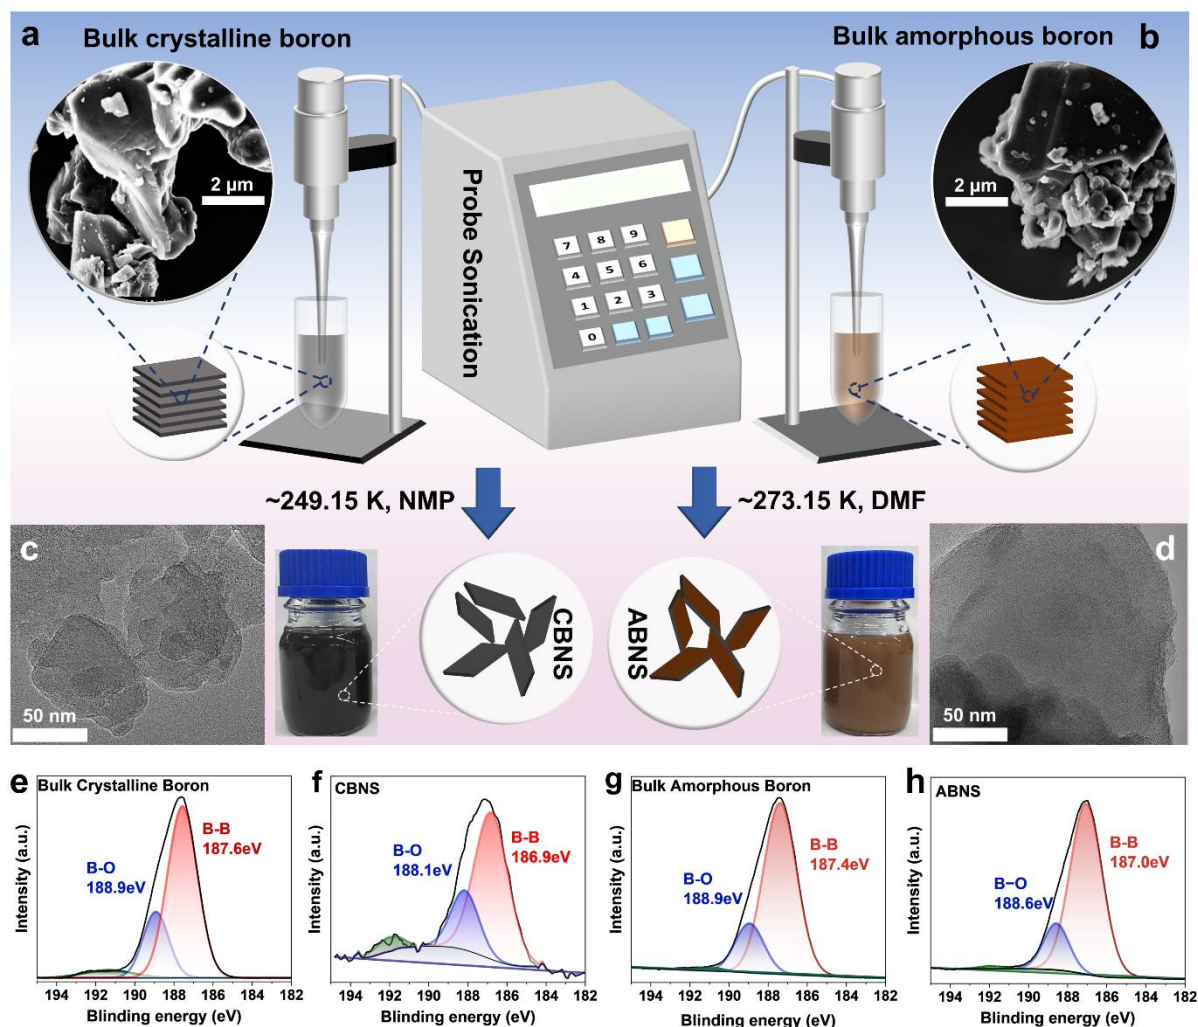 a
Bulk crystalline boron
Bulk amorphous boron
b
2 µm
2 µm
Probe Sonication
7 8 9
4 5 6
1 2 3
0
~249.15 K, NMP
~273.15 K, DMF
c
50 nm
CBNS
ABNS
d
50 nm
e
Bulk Crystalline Boron
B-O
188.9eV
B-B
187.6eV
Intensity (a.u.)
194 192 190 188 186 184 182
Blinding energy (eV)
f
CBNS
B-O
188.1eV
B-B
186.9eV
Intensity (a.u.)
194 192 190 188 186 184 182
Blinding energy (eV)
g
Bulk Amorphous Boron
B-O
188.9eV
B-B
187.4eV
Intensity (a.u.)
194 192 190 188 186 184 182
Blinding energy (eV)
h
ABNS
B−O
188.6eV
B-B
187.0eV
Intensity (a.u.)
194 192 190 188 186 184 182
Blinding energy (eV)